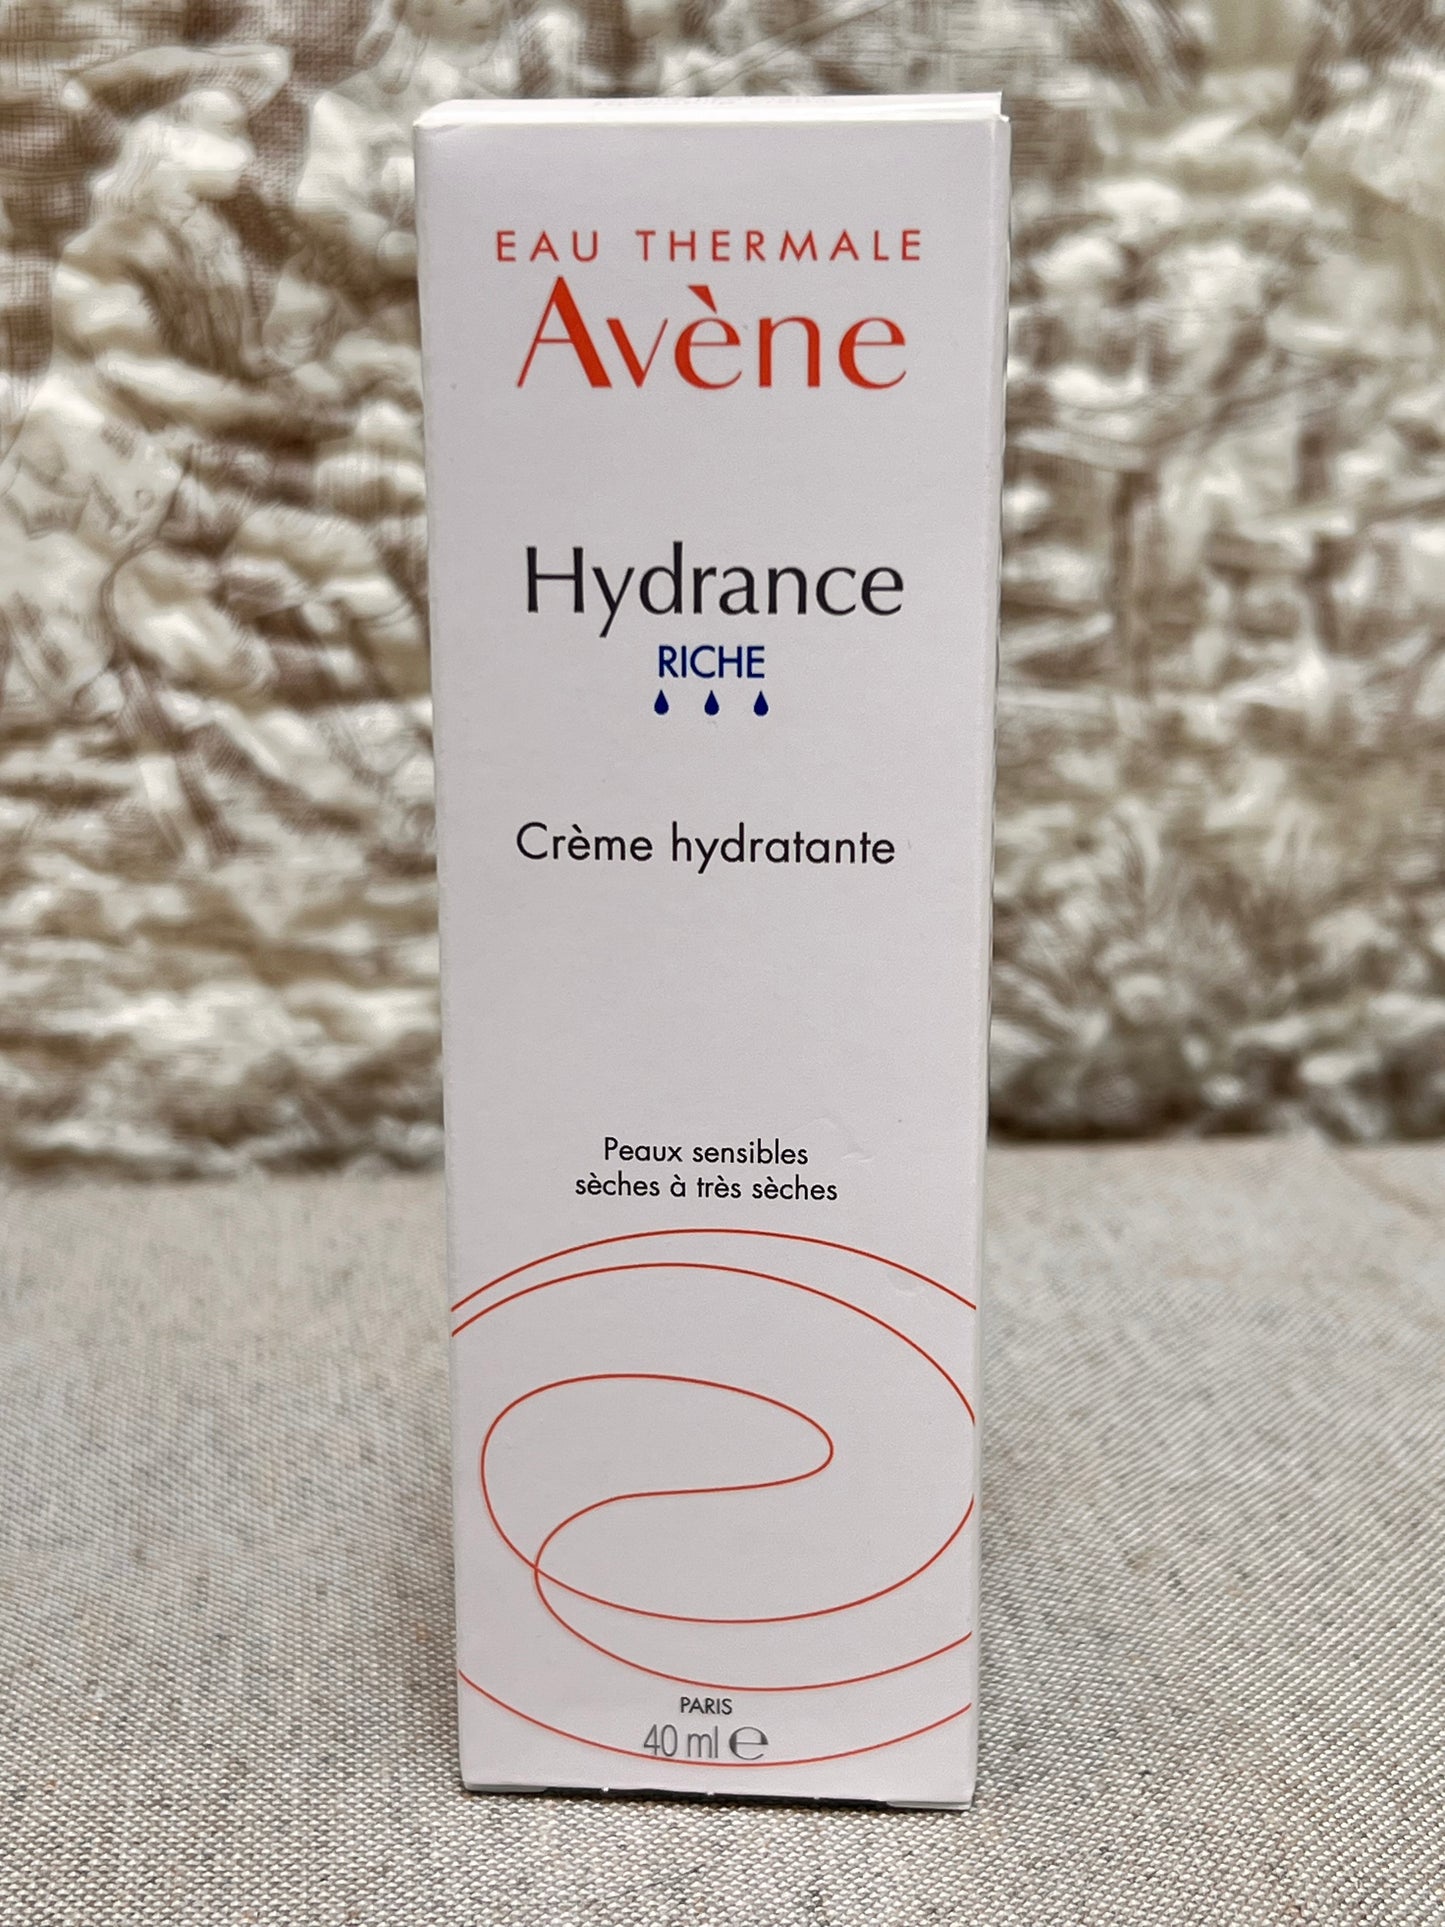 EAU THERMALE
Avène
Hydrance
RICHE
Crème hydratante
Peaux sensibles
sèches à très sèches
PARIS
40 ml ℮